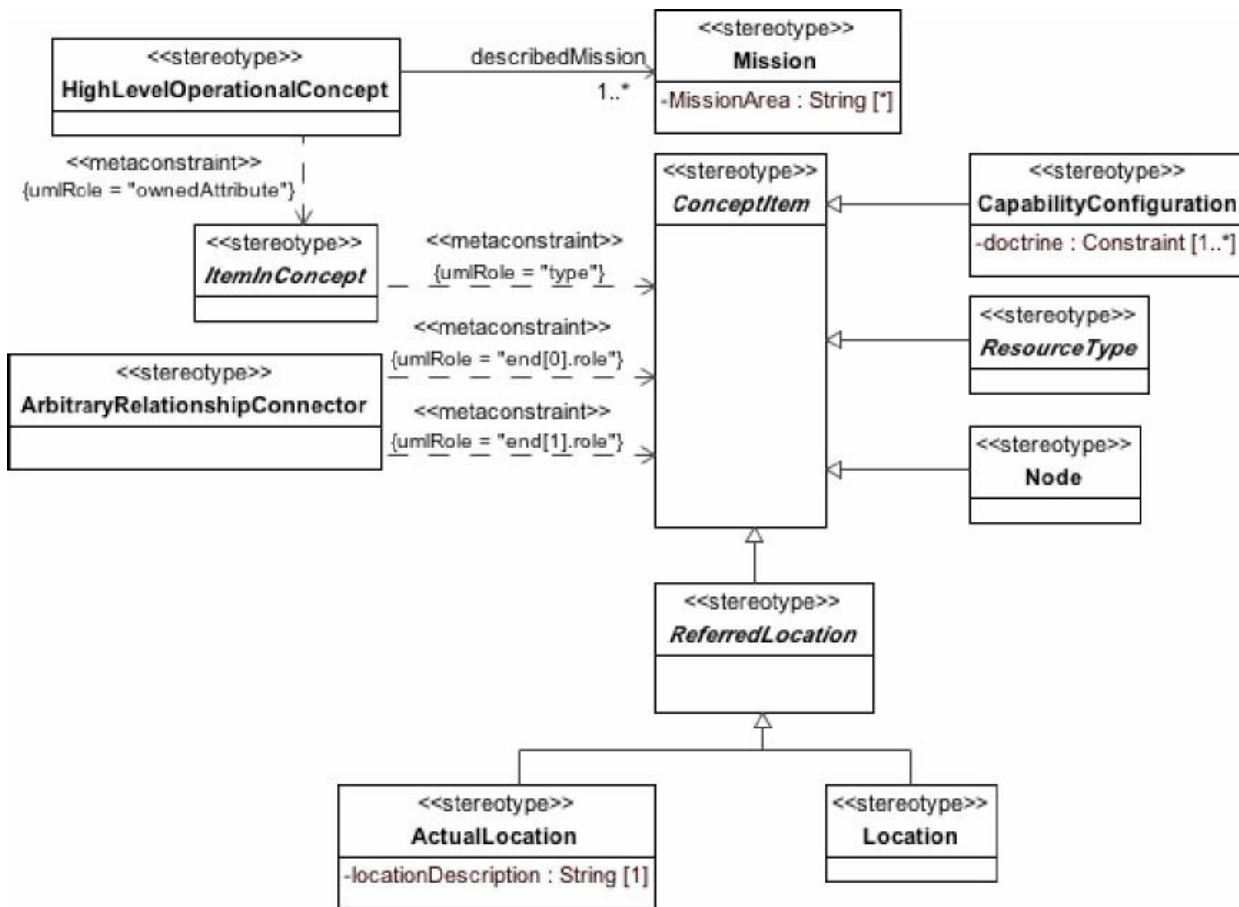 <<stereotype>>
HighLevelOperationalConcept
describedMission
1..*
<<stereotype>>
Mission
-MissionArea : String [*]
<<metaconstraint>>
{umlRole = "ownedAttribute"}
<<stereotype>>
ItemInConcept
<<metaconstraint>>
{umlRole = "type"}
<<stereotype>>
ConceptItem
<<stereotype>>
CapabilityConfiguration
-doctrine : Constraint [1..*]
<<stereotype>>
ArbitraryRelationshipConnector
<<metaconstraint>>
{umlRole = "end[0].role"}
<<metaconstraint>>
{umlRole = "end[1].role"}
<<stereotype>>
ResourceType
<<stereotype>>
Node
<<stereotype>>
ReferredLocation
<<stereotype>>
ActualLocation
-locationDescription : String [1]
<<stereotype>>
Location